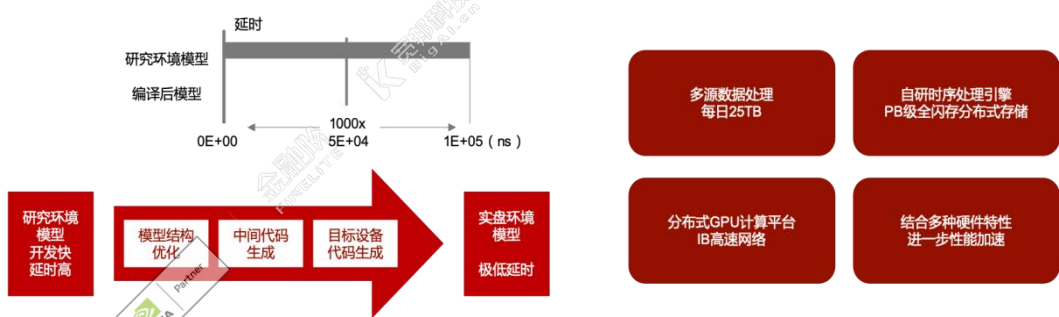 延时
研究环境模型
编译后模型
1000x
0E+00
5E+04
1E+05(ns)
研究环境
模型
开发快
延时高
模型结构
优化
中间代码
生成
目标设备
代码生成
实盘环境
模型
极低延时
多源数据处理
每日25TB
自研时序处理引擎
PB级全闪存分布式存储
分布式GPU计算平台
IB高速网络
结合多种硬件特性
进一步性能加速
BigAi.cn
金融阶
FINELITE
Partner